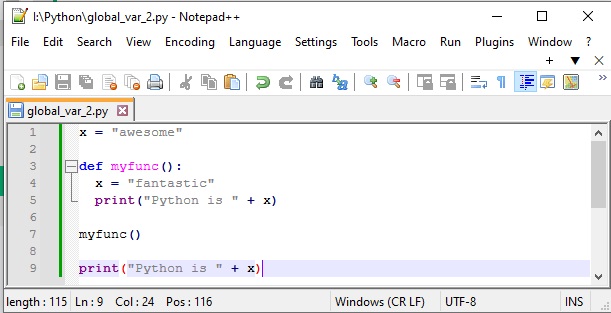 I:\Python\global_var_2.py - Notepad++
File Edit Search View Encoding Language Settings Tools Macro Run Plugins Window ?
+ ▼ X
»
global_var_2.py
1 x = "awesome"
2
3 def myfunc():
4   x = "fantastic"
5   print("Python is " + x)
6
7 myfunc()
8
9 print("Python is " + x)
length : 115 Ln : 9 Col : 24 Pos : 116 Windows (CR LF) UTF-8 INS